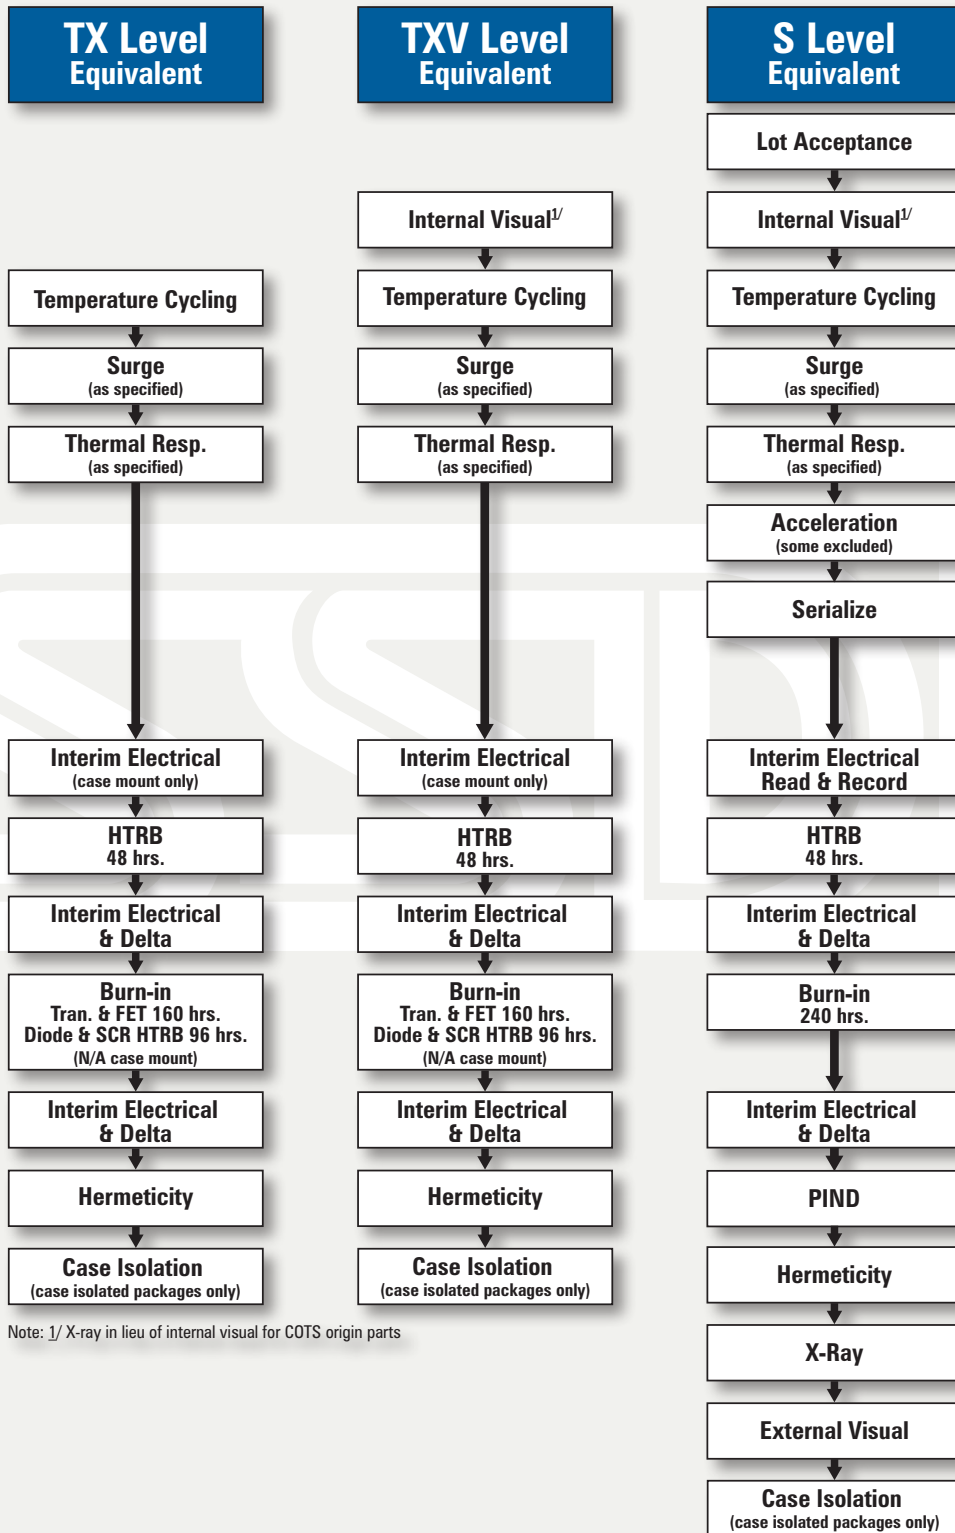 TX Level
Equivalent
Temperature Cycling
Surge
(as specified)
Thermal Resp.
(as specified)
Interim Electrical
(case mount only)
HTRB
48 hrs.
Interim Electrical
& Delta
Burn-in
Tran. & FET 160 hrs.
Diode & SCR HTRB 96 hrs.
(N/A case mount)
Interim Electrical
& Delta
Hermeticity
Case Isolation
(case isolated packages only)
Note: 1/ X-ray in lieu of internal visual for COTS origin parts
TXV Level
Equivalent
Internal Visual1/
Temperature Cycling
Surge
(as specified)
Thermal Resp.
(as specified)
Interim Electrical
(case mount only)
HTRB
48 hrs.
Interim Electrical
& Delta
Burn-in
Tran. & FET 160 hrs.
Diode & SCR HTRB 96 hrs.
(N/A case mount)
Interim Electrical
& Delta
Hermeticity
Case Isolation
(case isolated packages only)
S Level
Equivalent
Lot Acceptance
Internal Visual1/
Temperature Cycling
Surge
(as specified)
Thermal Resp.
(as specified)
Acceleration
(some excluded)
Serialize
Interim Electrical
Read & Record
HTRB
48 hrs.
Interim Electrical
& Delta
Burn-in
240 hrs.
Interim Electrical
& Delta
PIND
Hermeticity
X-Ray
External Visual
Case Isolation
(case isolated packages only)
SSDI